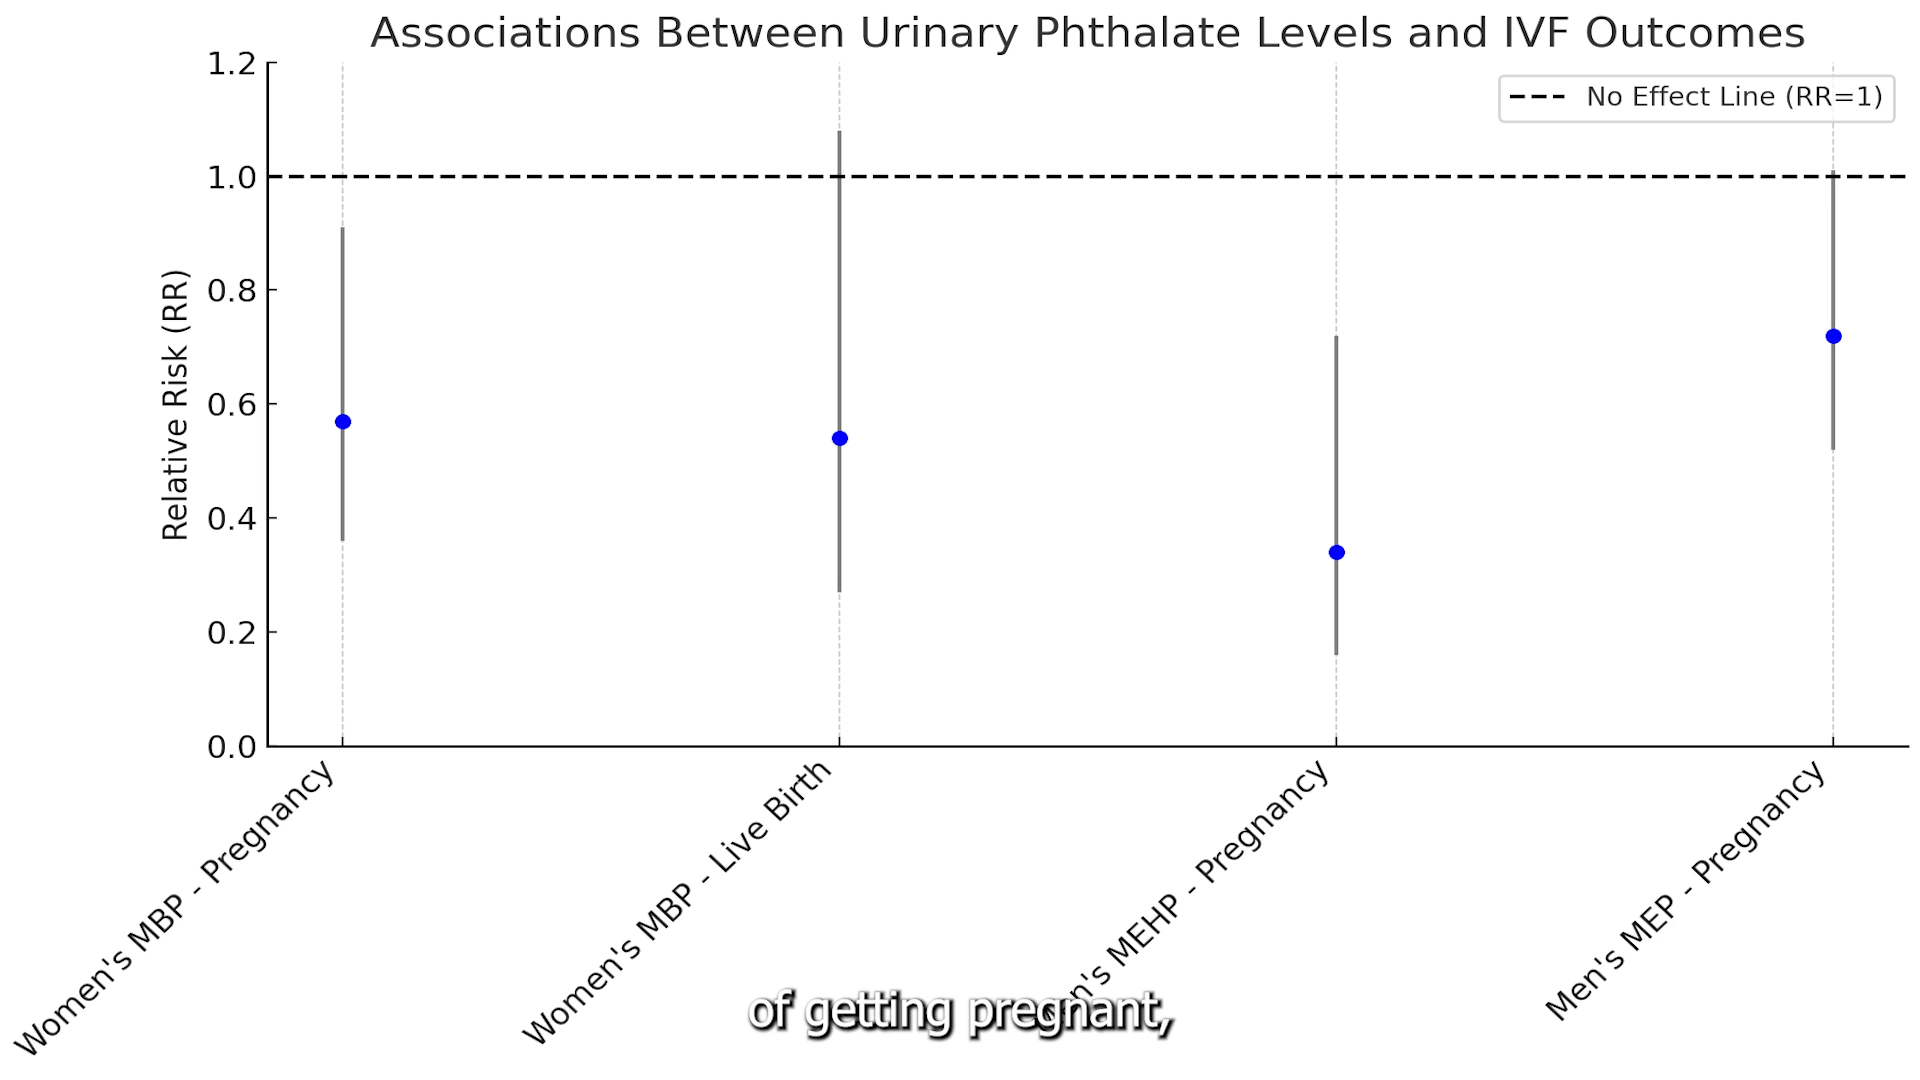 Associations Between Urinary Phthalate Levels and IVF Outcomes
No Effect Line (RR=1)
Relative Risk (RR)
1.2
1.0
0.8
0.6
0.4
0.2
0.0
Women's MBP - Pregnancy
Women's MBP - Live Birth
MEHP - Pregnancy
Men's MEP - Pregnancy
of getting pregnant,